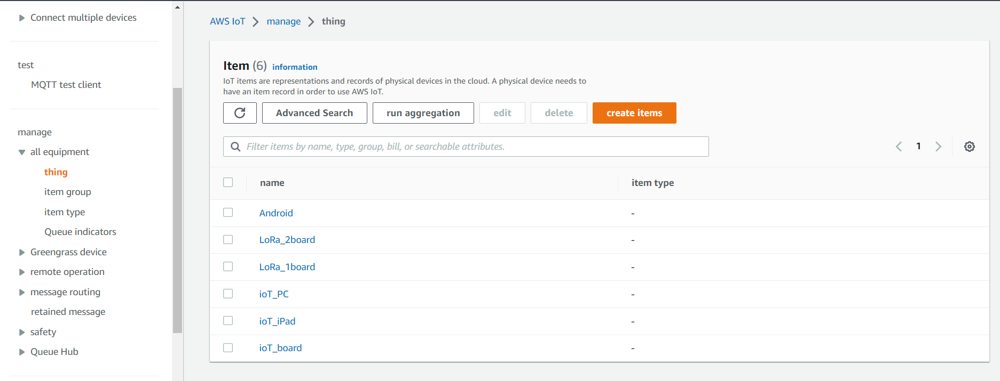 Connect multiple devices
test
MQTT test client
manage
all equipment
thing
item group
item type
Queue indicators
Greengrass device
remote operation
message routing
retained message
safety
Queue Hub
AWS IoT > manage > thing
Item (6) information
IoT items are representations and records of physical devices in the cloud. A physical device needs to
have an item record in order to use AWS IoT.
Advanced Search run aggregation edit delete create items
Filter items by name, type, group, bill, or searchable attributes.
1
name item type
Android -
LoRa_2board -
LoRa_1board -
ioT_PC -
ioT_iPad -
ioT_board -